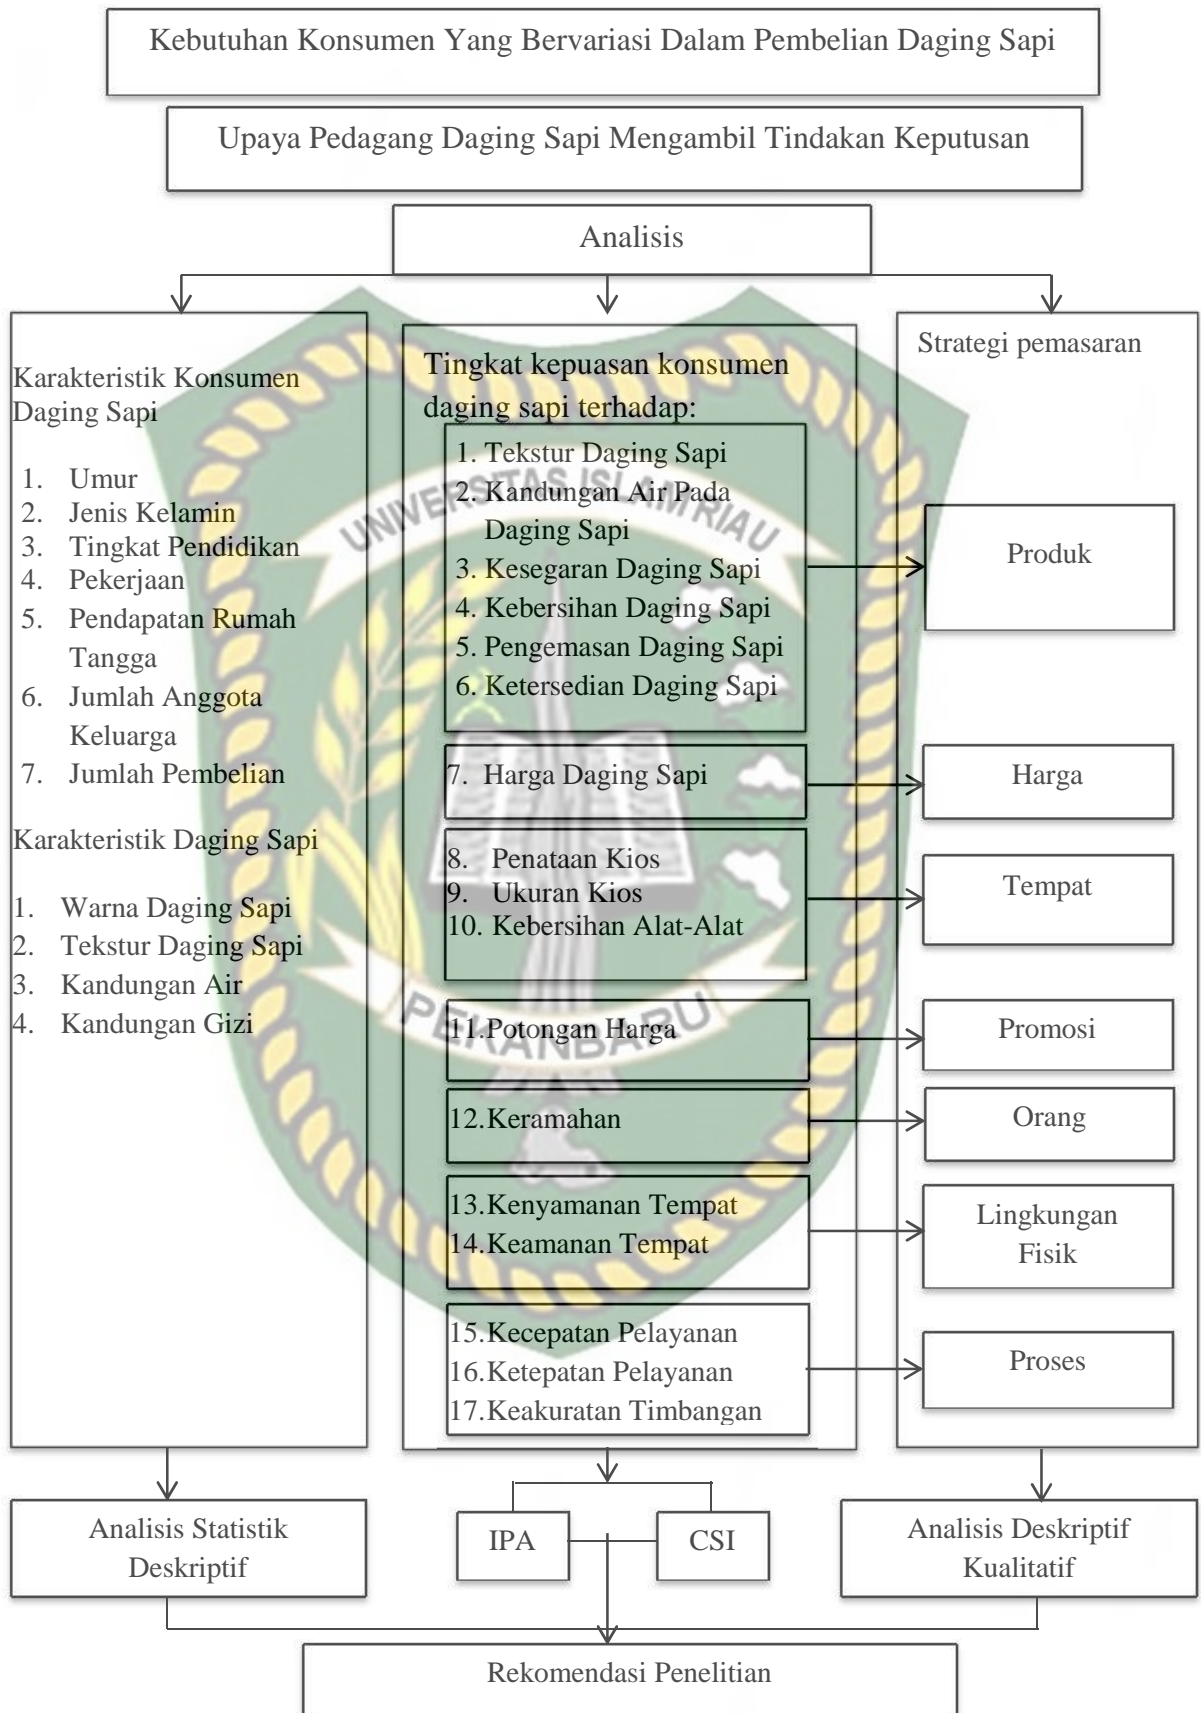 Kebutuhan Konsumen Yang Bervariasi Dalam Pembelian Daging Sapi
Upaya Pedagang Daging Sapi Mengambil Tindakan Keputusan
Analisis
Karakteristik Konsumen
Daging Sapi
1. Umur
2. Jenis Kelamin
3. Tingkat Pendidikan
4. Pekerjaan
5. Pendapatan Rumah
Tangga
6. Jumlah Anggota
Keluarga
7. Jumlah Pembelian
Karakteristik Daging Sapi
1. Warna Daging Sapi
2. Tekstur Daging Sapi
3. Kandungan Air
4. Kandungan Gizi
Tingkat kepuasan konsumen
daging sapi terhadap:
1. Tekstur Daging Sapi
2. Kandungan Air Pada
Daging Sapi
3. Kesegaran Daging Sapi
4. Kebersihan Daging Sapi
5. Pengemasan Daging Sapi
6. Ketersedian Daging Sapi
7. Harga Daging Sapi
8. Penataan Kios
9. Ukuran Kios
10. Kebersihan Alat-Alat
11.Potongan Harga
12.Keramahan
13.Kenyamanan Tempat
14.Keamanan Tempat
15.Kecepatan Pelayanan
16.Ketepatan Pelayanan
17.Keakuratan Timbangan
Strategi pemasaran
Produk
Harga
Tempat
Promosi
Orang
Lingkungan
Fisik
Proses
UNIVERSITAS ISLAM RIAU
PEKANBARU
Analisis Statistik
Deskriptif
IPA
CSI
Analisis Deskriptif
Kualitatif
Rekomendasi Penelitian